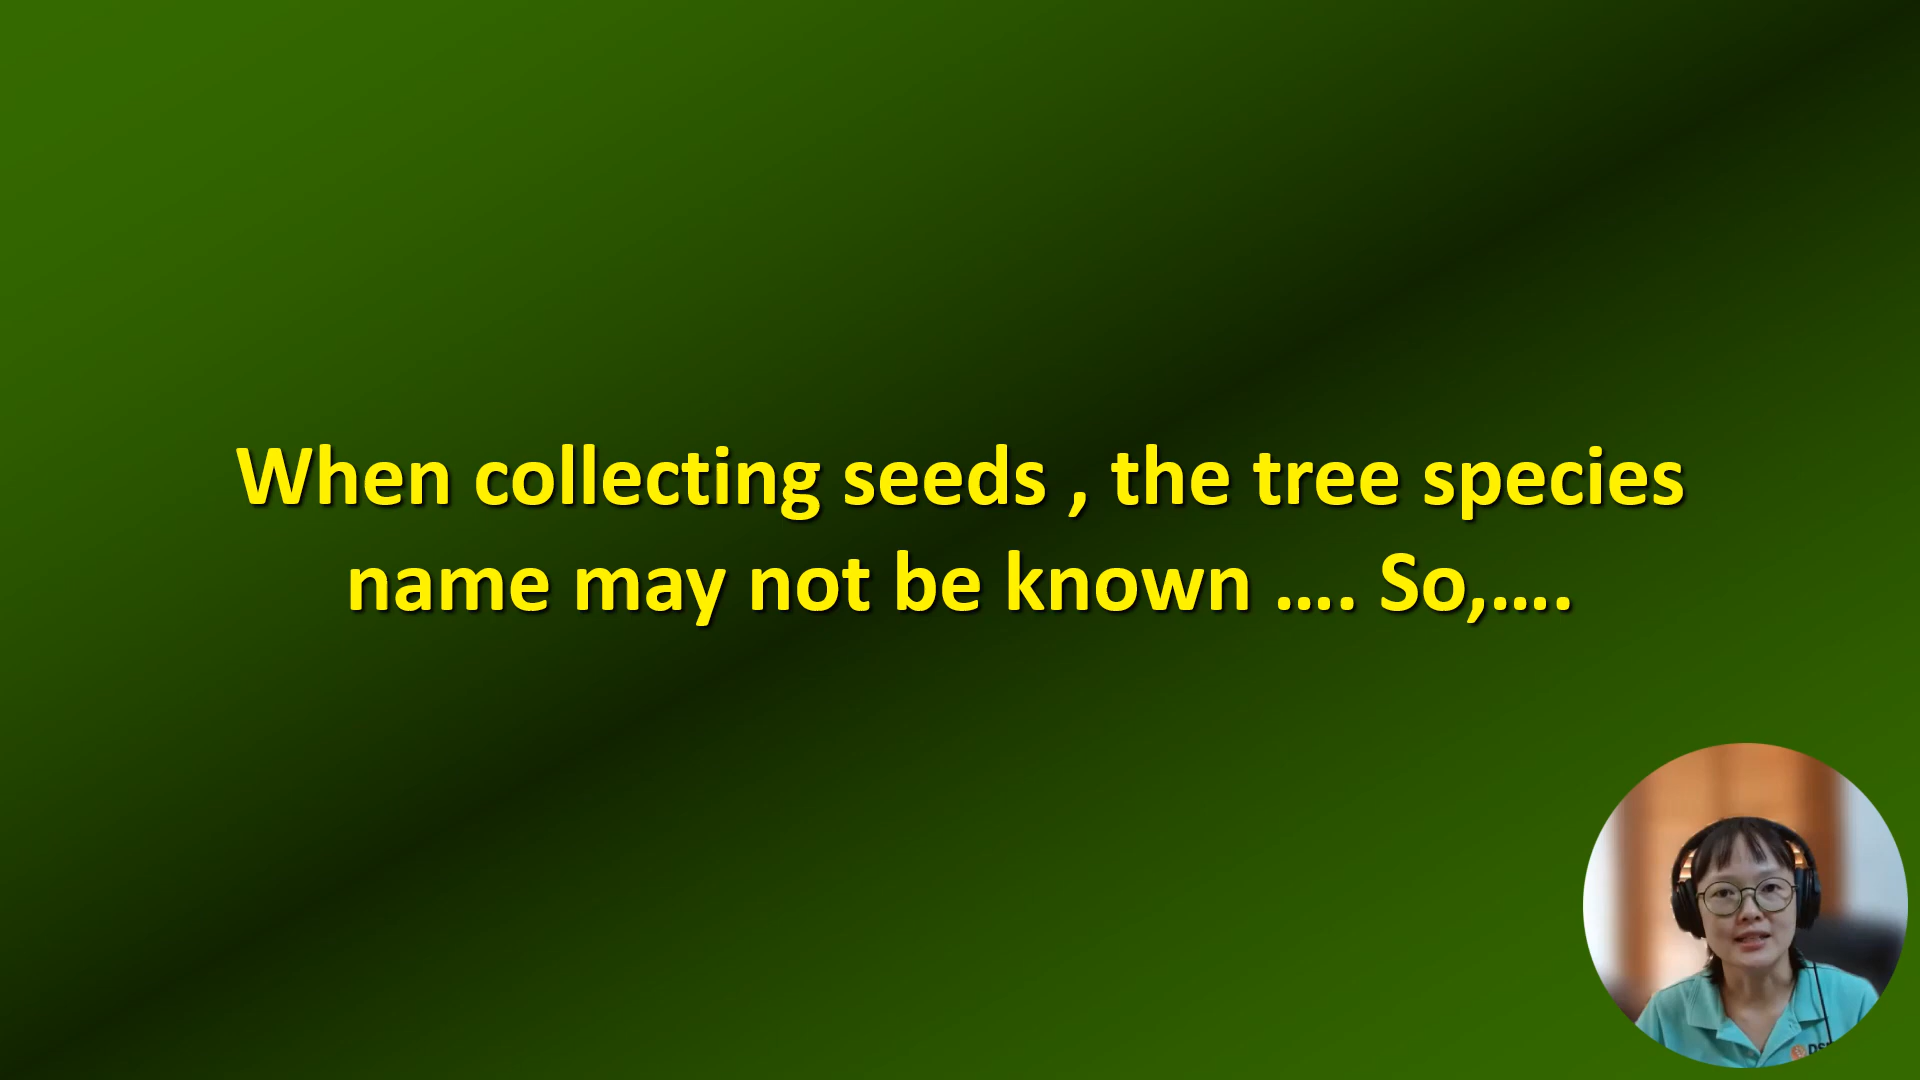 When collecting seeds , the tree species
name may not be known .... So,....